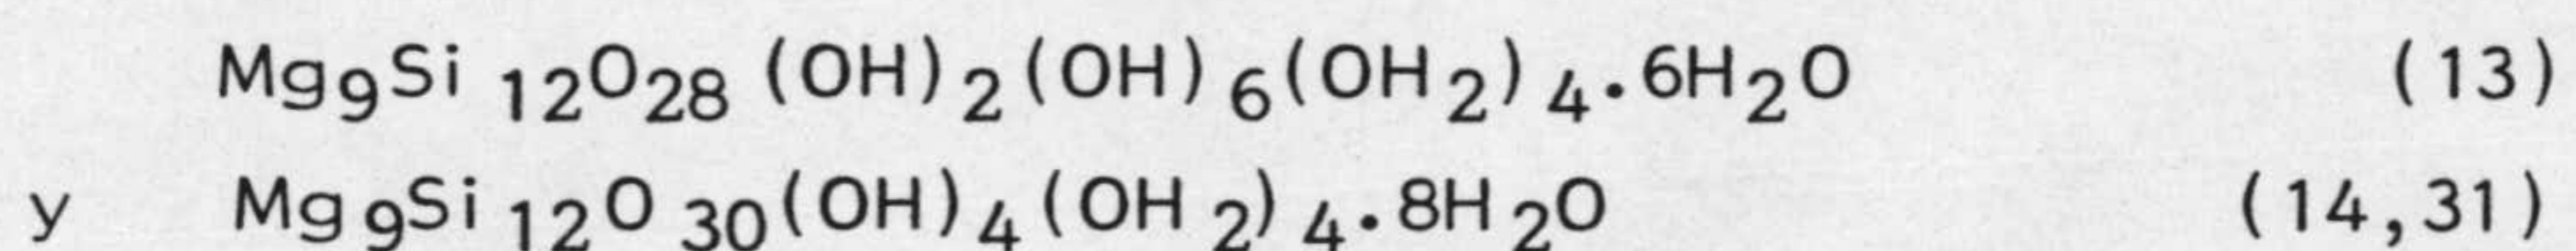 Mg₉Si₁₂O₂₈(OH)₂(OH)₆(OH₂)₄.6H₂O (13)
y Mg₉Si₁₂O₃₀(OH)₄(OH₂)₄.8H₂O (14,31)